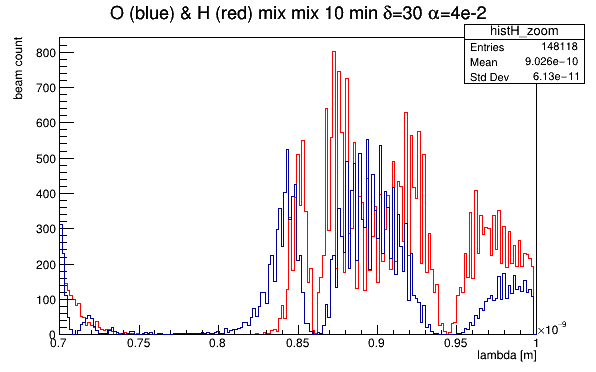 O (blue) & H (red) mix mix 10 min δ=30 α=4e-2
histH_zoom
Entries 148118
Mean 9.026e-10
Std Dev 6.13e-11
beam count
800
700
600
500
400
300
200
100
0
0.7 0.75 0.8 0.85 0.9 0.95 1
×10-9
lambda [m]